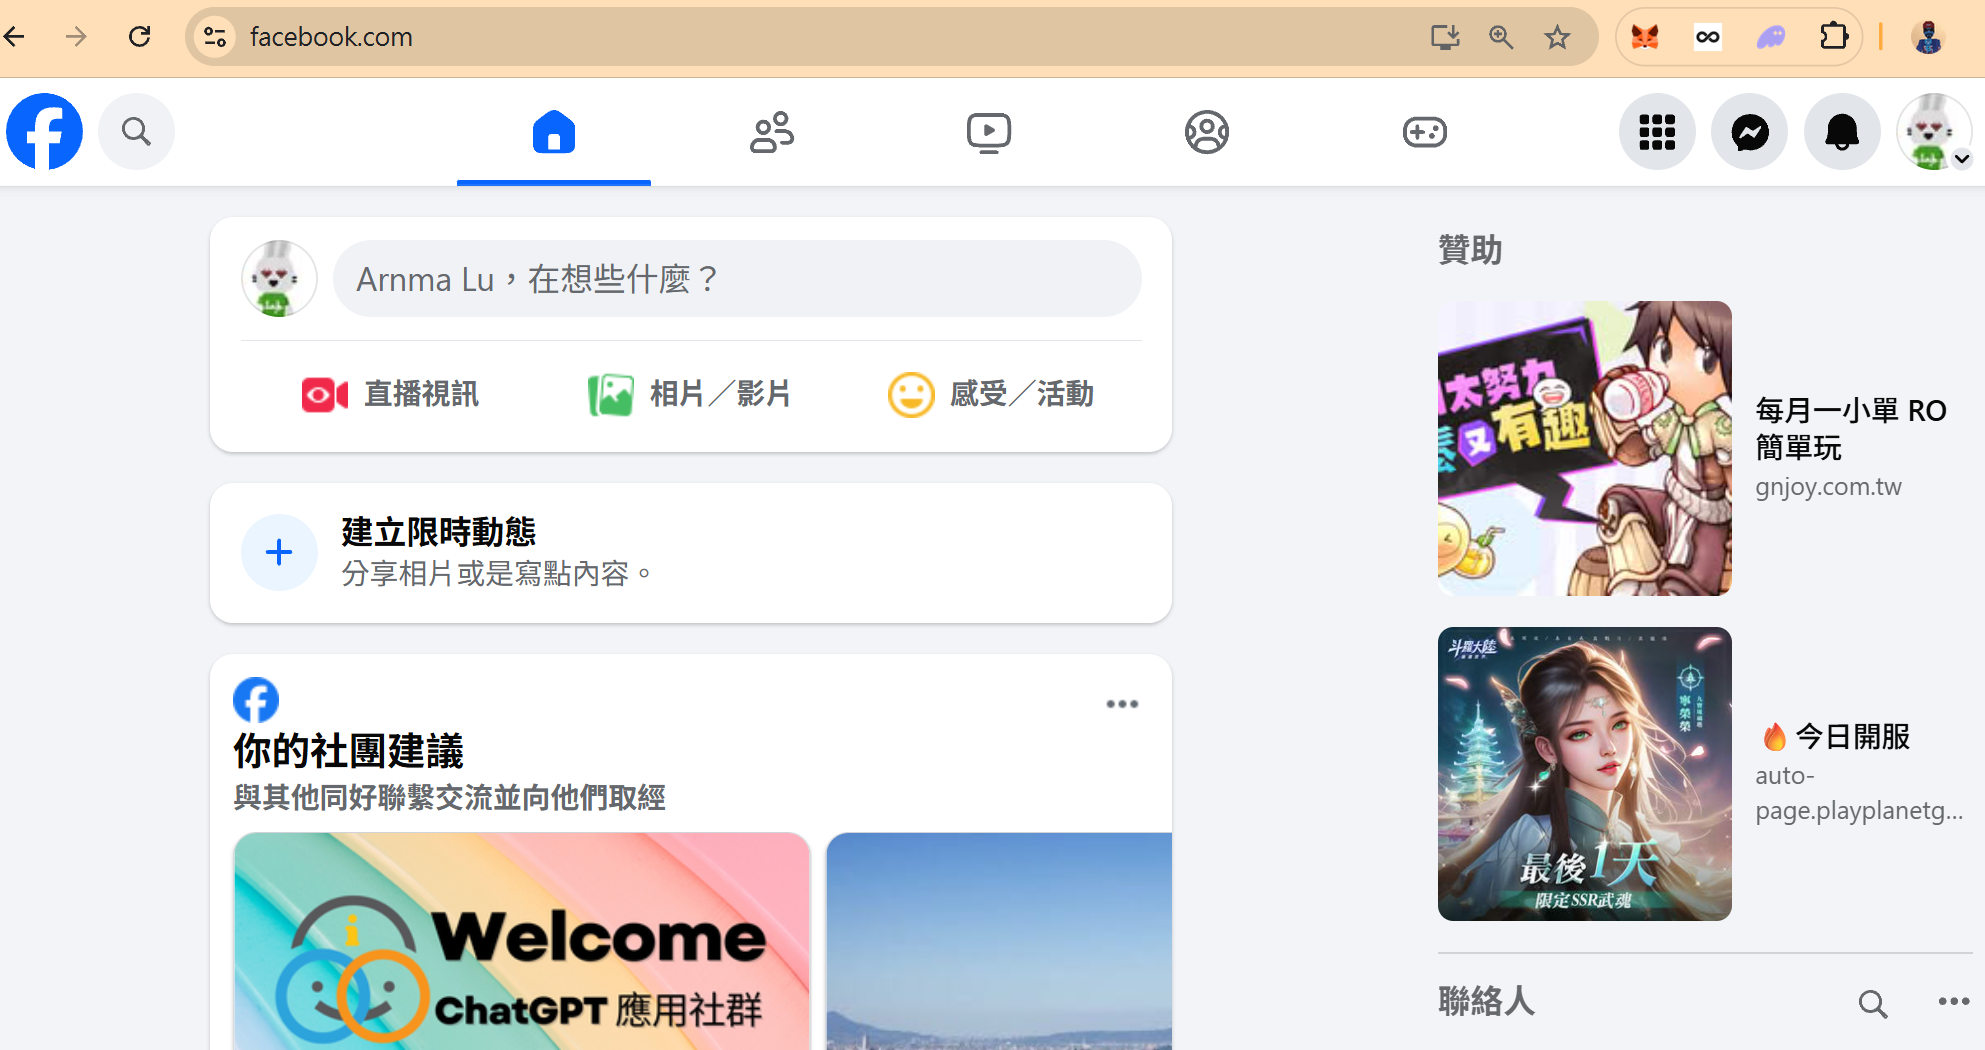 facebook.com
Arnma Lu，在想些什麼？
直播視訊
相片／影片
感受／活動
建立限時動態
分享相片或是寫點內容。
你的社團建議
與其他同好聯繫交流並向他們取經
Welcome
ChatGPT 應用社群
贊助
太努力
又有趣
每月一小單 RO
簡單玩
gnjoy.com.tw
斗羅大陸
寧榮榮
最後1天
限定SSR武魂
🔥 今日開服
auto-
page.playplanetg...
聯絡人